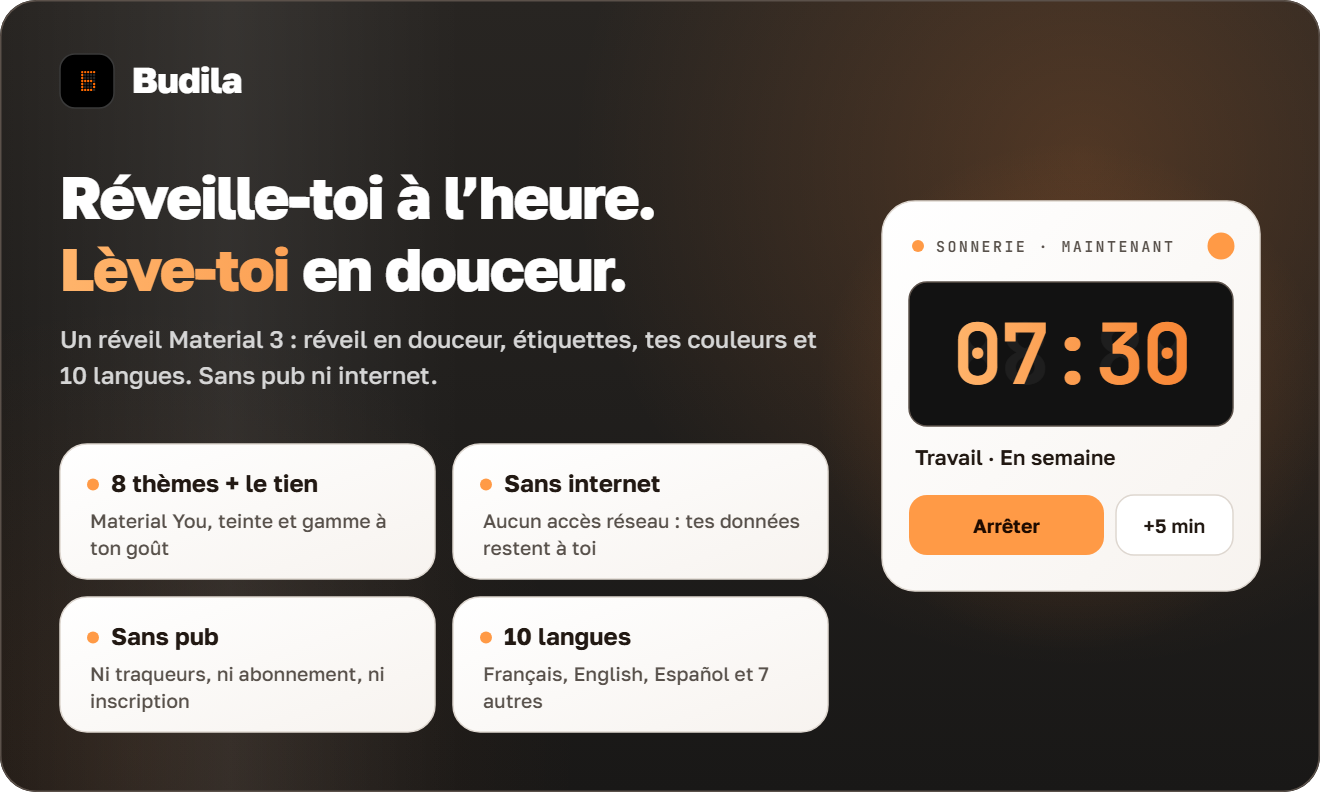 Budila
Réveille-toi à l’heure.
Lève-toi en douceur.
Un réveil Material 3 : réveil en douceur, étiquettes, tes couleurs et
10 langues. Sans pub ni internet.
8 thèmes + le tien
Material You, teinte et gamme à
ton goût
Sans internet
Aucun accès réseau : tes données
restent à toi
Sans pub
Ni traqueurs, ni abonnement, ni
inscription
10 langues
Français, English, Español et 7
autres
SONNERIE · MAINTENANT
07:30
Travail · En semaine
Arrêter
+5 min